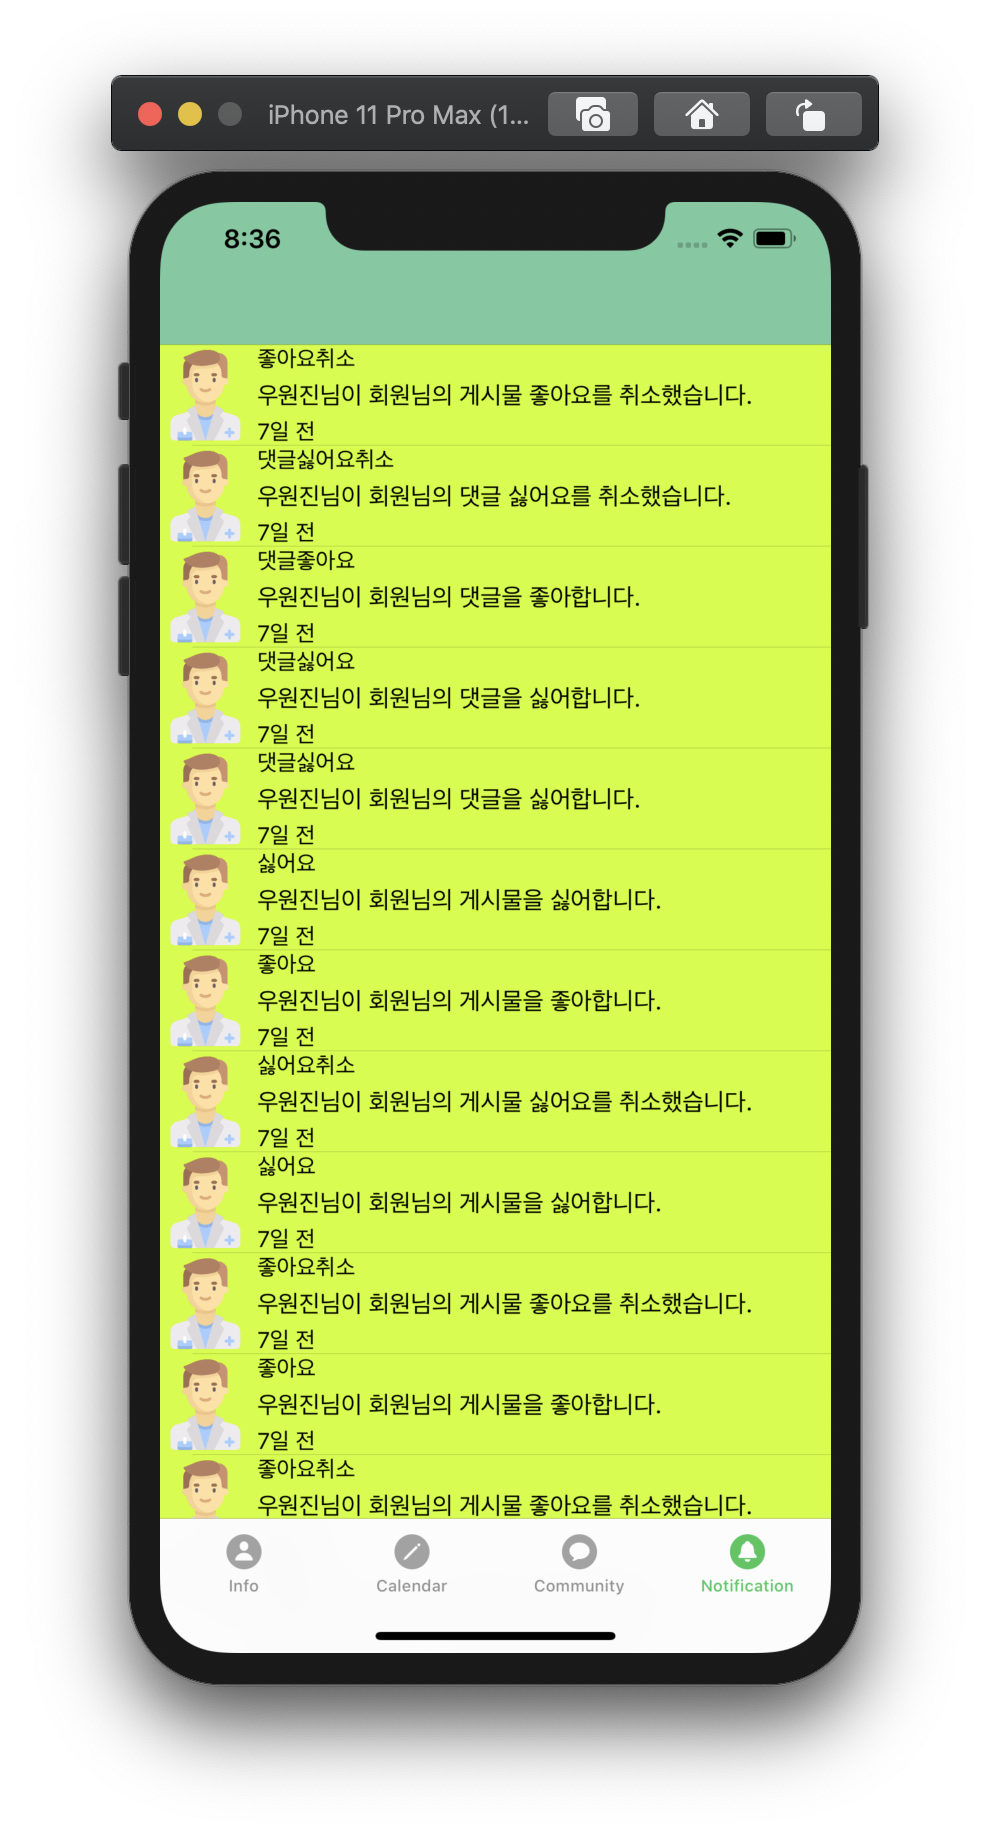 iPhone 11 Pro Max (1...
8:36
좋아요취소
우원진님이 회원님의 게시물 좋아요를 취소했습니다.
7일 전
댓글싫어요취소
우원진님이 회원님의 댓글 싫어요를 취소했습니다.
7일 전
댓글좋아요
우원진님이 회원님의 댓글을 좋아합니다.
7일 전
댓글싫어요
우원진님이 회원님의 댓글을 싫어합니다.
7일 전
댓글싫어요
우원진님이 회원님의 댓글을 싫어합니다.
7일 전
싫어요
우원진님이 회원님의 게시물을 싫어합니다.
7일 전
좋아요
우원진님이 회원님의 게시물을 좋아합니다.
7일 전
싫어요취소
우원진님이 회원님의 게시물 싫어요를 취소했습니다.
7일 전
싫어요
우원진님이 회원님의 게시물을 싫어합니다.
7일 전
좋아요취소
우원진님이 회원님의 게시물 좋아요를 취소했습니다.
7일 전
좋아요
우원진님이 회원님의 게시물을 좋아합니다.
7일 전
좋아요취소
우원진님이 회원님의 게시물 좋아요를 취소했습니다.
Info Calendar Community Notification